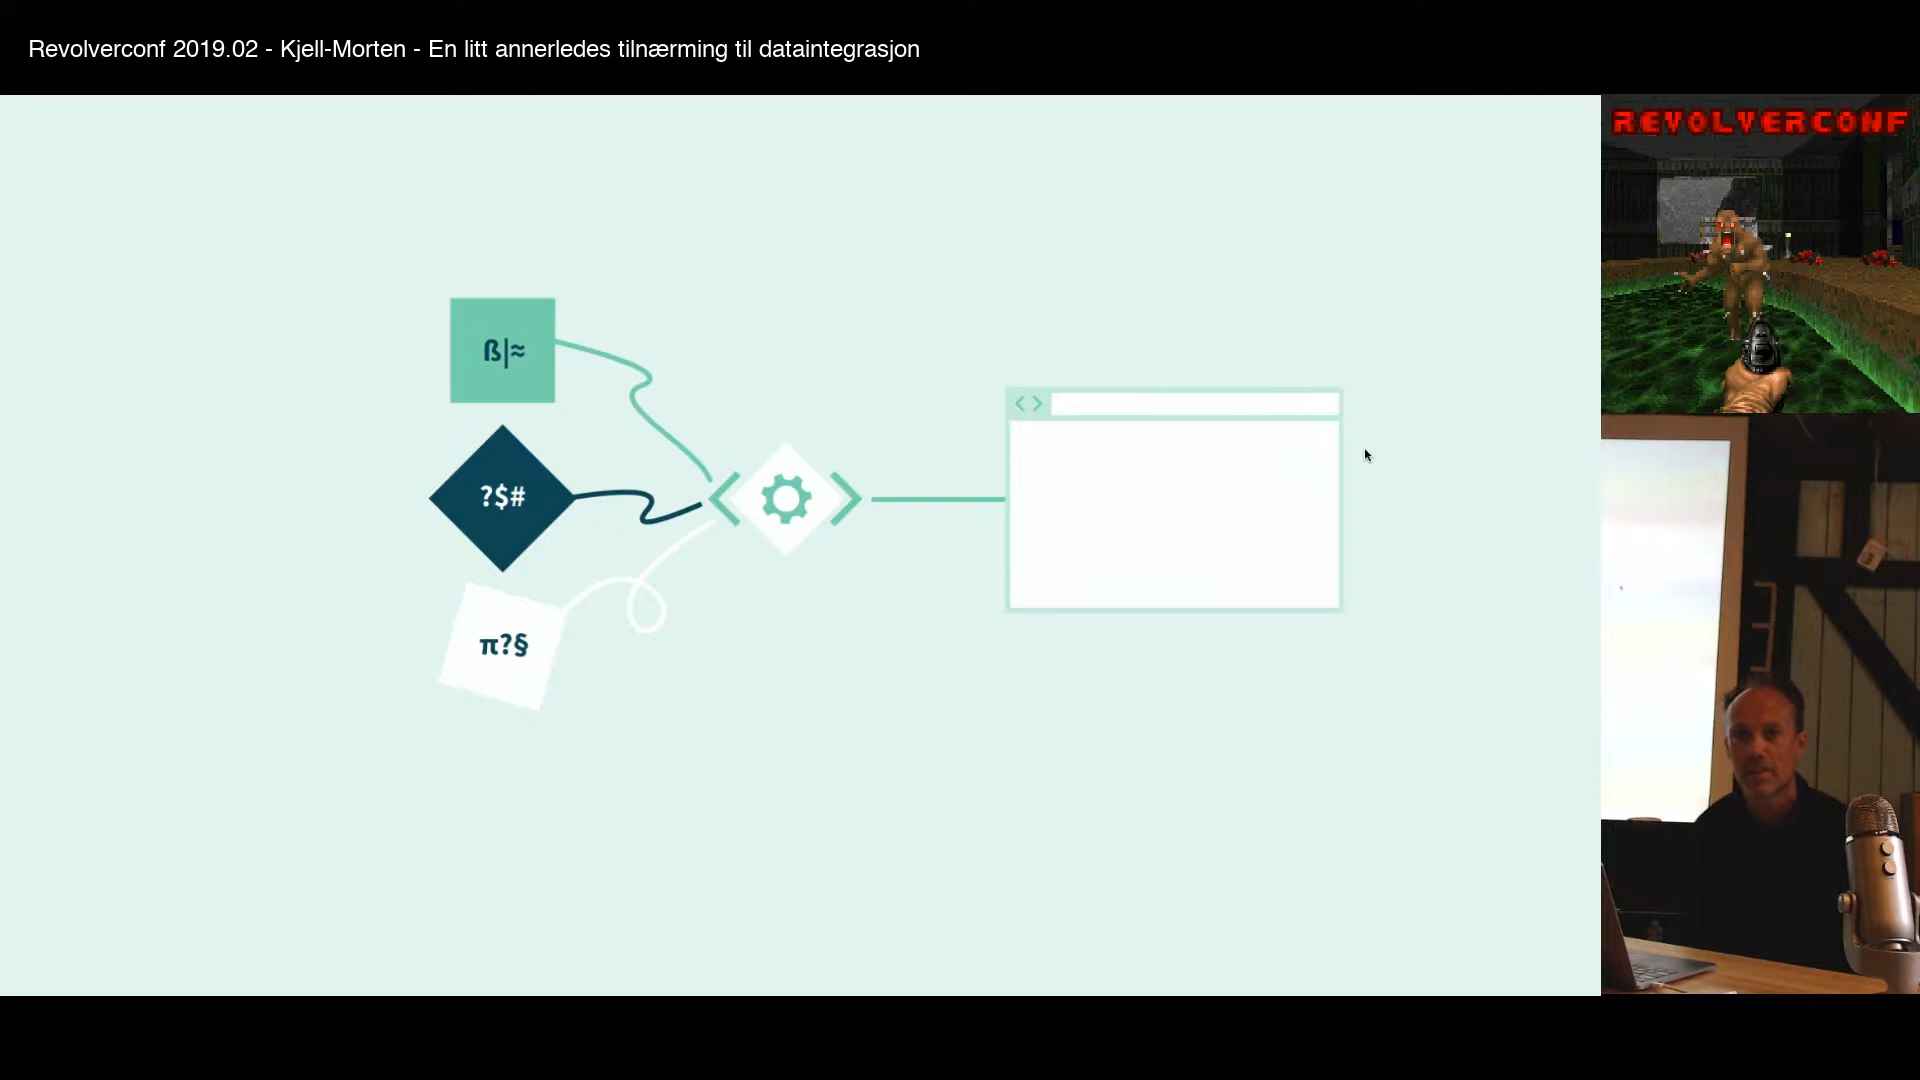 Revolverconf 2019.02 - Kjell-Morten - En litt annerledes tilnærming til dataintegrasjon
REVOLVERCONF
ß|≈
?$#
π?§